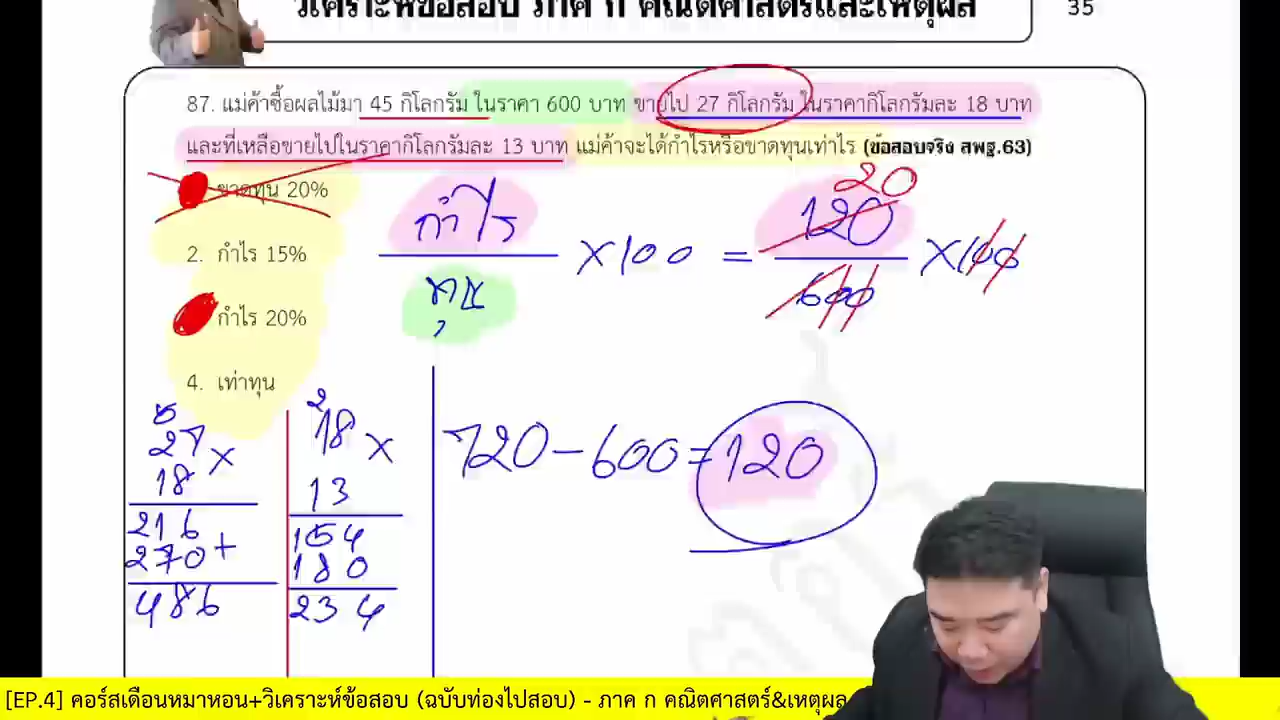 วิเคราะห์ข้อสอบ ภาค ก คณิตศาสตร์และเหตุผล
35
87. แม่ค้าซื้อผลไม้มา 45 กิโลกรัม ในราคา 600 บาท ขายไป 27 กิโลกรัม ในราคากิโลกรัมละ 18 บาท
และที่เหลือขายไปในราคากิโลกรัมละ 13 บาท แม่ค้าจะได้กำไรหรือขาดทุนเท่าไร (ข้อสอบจริง สพฐ.63)
ขาดทุน 20%
2. กำไร 15%
กำไร 20%
4. เท่าทุน
20
กำไร
ทุน
×100 =
120
600
×100
27 ×
18
216
270 +
486
2
18 ×
13
154
180
234
720-600=120
[EP.4] คอร์สเดือนหมาหอน+วิเคราะห์ข้อสอบ (ฉบับท่องไปสอบ) - ภาค ก คณิตศาสตร์&เหตุผล